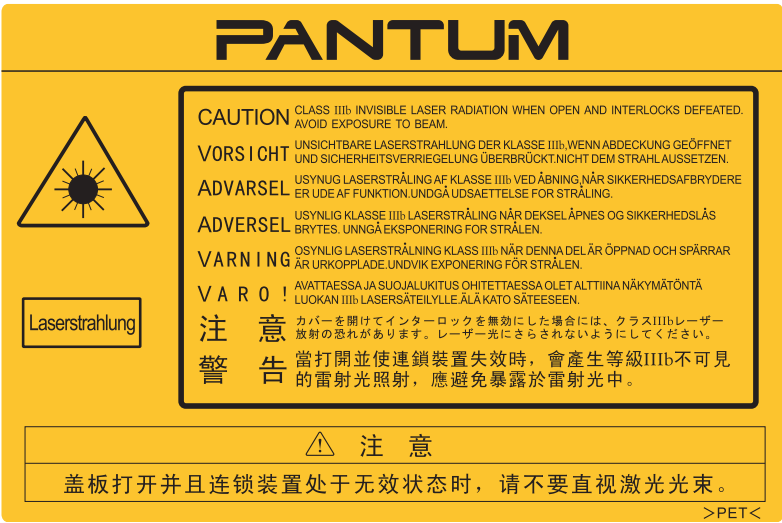 PANTUM
CAUTION CLASS IIIb INVISIBLE LASER RADIATION WHEN OPEN AND INTERLOCKS DEFEATED.
AVOID EXPOSURE TO BEAM.
VORSICHT UNSICHTBARE LASERSTRAHLUNG DER KLASSE IIIb,WENN ABDECKUNG GEÖFFNET
UND SICHERHEITSVERRIEGELUNG ÜBERBRÜCKT.NICHT DEM STRAHL AUSSETZEN.
ADVARSEL USYNUG LASERSTRÅLING AF KLASSE IIIb VED ÅBNING,NÅR SIKKERHEDSAFBRYDERE
ER UDE AF FUNKTION.UNDGÅ UDSAETTELSE FOR STRÅLING.
ADVERSEL USYNLIG KLASSE IIIb LASERSTRÅLING NÅR DEKSEL ÅPNES OG SIKKERHEDSLÅS
BRYTES. UNNGÅ EKSPONERING FOR STRÅLEN.
VARNING OSYNLIG LASERSTRÅLNING KLASS IIIb NÄR DENNA DEL ÄR ÖPPNAD OCH SPÄRRAR
ÄR URKOPPLADE.UNDVIK EXPONERING FÖR STRÅLEN.
VARO! AVATTAESSA JA SUOJALUKITUS OHITETTAESSA OLET ALTTIINA NÄKYMÄTÖNTÄ
LUOKAN IIIb LASERSÄTEILYLLE.ÄLÄ KATO SÄTEESEEN.
注 意 カバーを開けてインターロックを無効にした場合には、クラスIIIbレーザー
放射の恐れがあります。レーザー光にさらされないようにしてください。
警 告 當打開並使連鎖裝置失效時，會產生等級IIIb不可見
的雷射光照射，應避免暴露於雷射光中。
Laserstrahlung
注 意
盖板打开并且连锁装置处于无效状态时，请不要直视激光光束。
>PET<